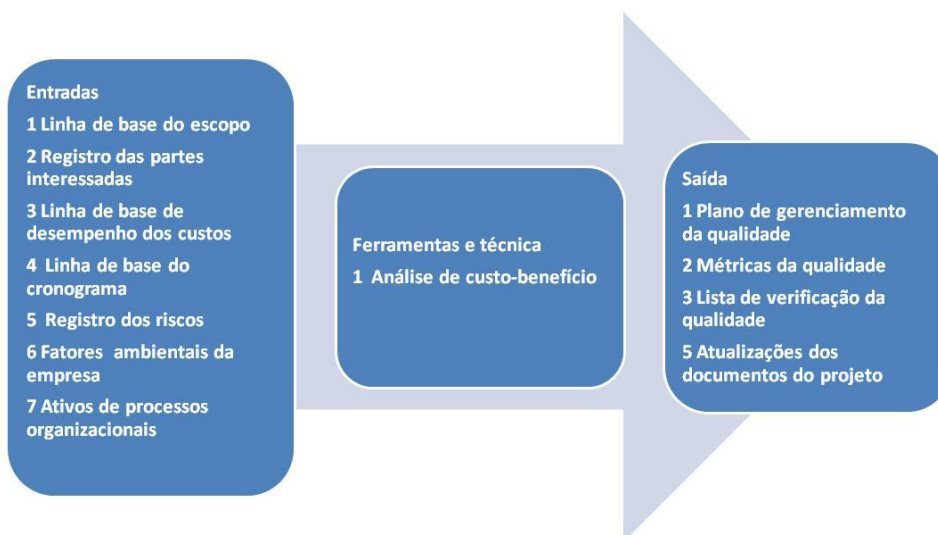 Entradas
1 Linha de base do escopo
2 Registro das partes
interessadas
3 Linha de base de
desempenho dos custos
4 Linha de base do
cronograma
5 Registro dos riscos
6 Fatores ambientais da
empresa
7 Ativos de processos
organizacionais
Ferramentas e técnica
1 Análise de custo-benefício
Saída
1 Plano de gerenciamento
da qualidade
2 Métricas da qualidade
3 Lista de verificação da
qualidade
5 Atualizações dos
documentos do projeto